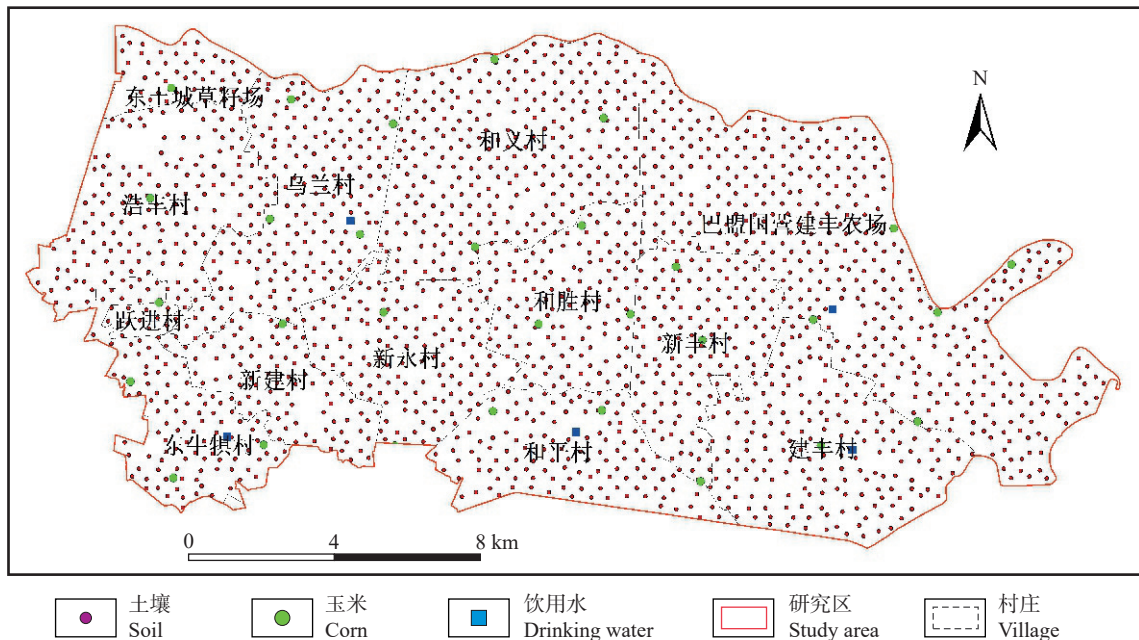 N
东土城草籽场
和义村
乌兰村
浩丰村
巴盟国营建丰农场
和胜村
跃进村
新丰村
新永村
新建村
东牛犋村
和平村
建丰村
0 4 8 km
土壤 玉米 饮用水 研究区 村庄
Soil Corn Drinking water Study area Village